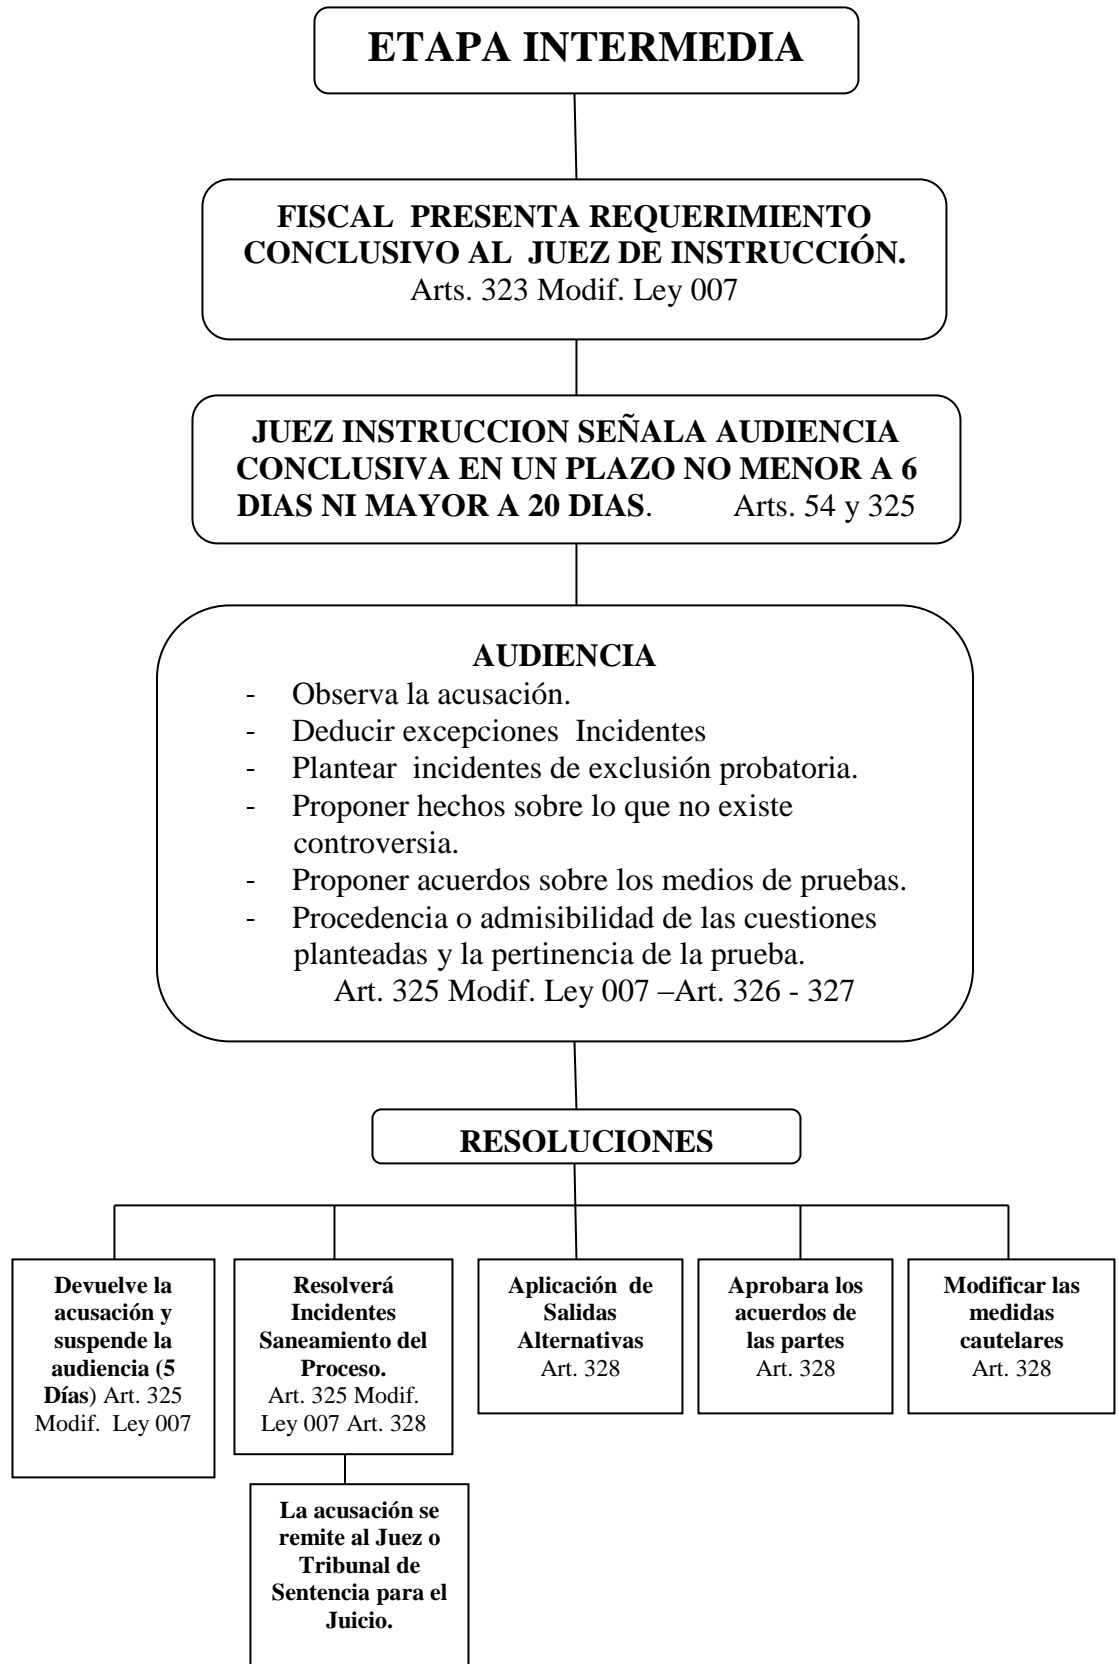 ETAPA INTERMEDIA
FISCAL PRESENTA REQUERIMIENTO
CONCLUSIVO AL JUEZ DE INSTRUCCIÓN.
Arts. 323 Modif. Ley 007
JUEZ INSTRUCCION SEÑALA AUDIENCIA
CONCLUSIVA EN UN PLAZO NO MENOR A 6
DIAS NI MAYOR A 20 DIAS. Arts. 54 y 325
AUDIENCIA
- Observa la acusación.
- Deducir excepciones Incidentes
- Plantear incidentes de exclusión probatoria.
- Proponer hechos sobre lo que no existe
controversia.
- Proponer acuerdos sobre los medios de pruebas.
- Procedencia o admisibilidad de las cuestiones
planteadas y la pertinencia de la prueba.
Art. 325 Modif. Ley 007 –Art. 326 - 327
RESOLUCIONES
Devuelve la
acusación y
suspende la
audiencia (5
Días) Art. 325
Modif. Ley 007
Resolverá
Incidentes
Saneamiento del
Proceso.
Art. 325 Modif.
Ley 007 Art. 328
Aplicación de
Salidas
Alternativas
Art. 328
Aprobara los
acuerdos de
las partes
Art. 328
Modificar las
medidas
cautelares
Art. 328
La acusación se
remite al Juez o
Tribunal de
Sentencia para el
Juicio.